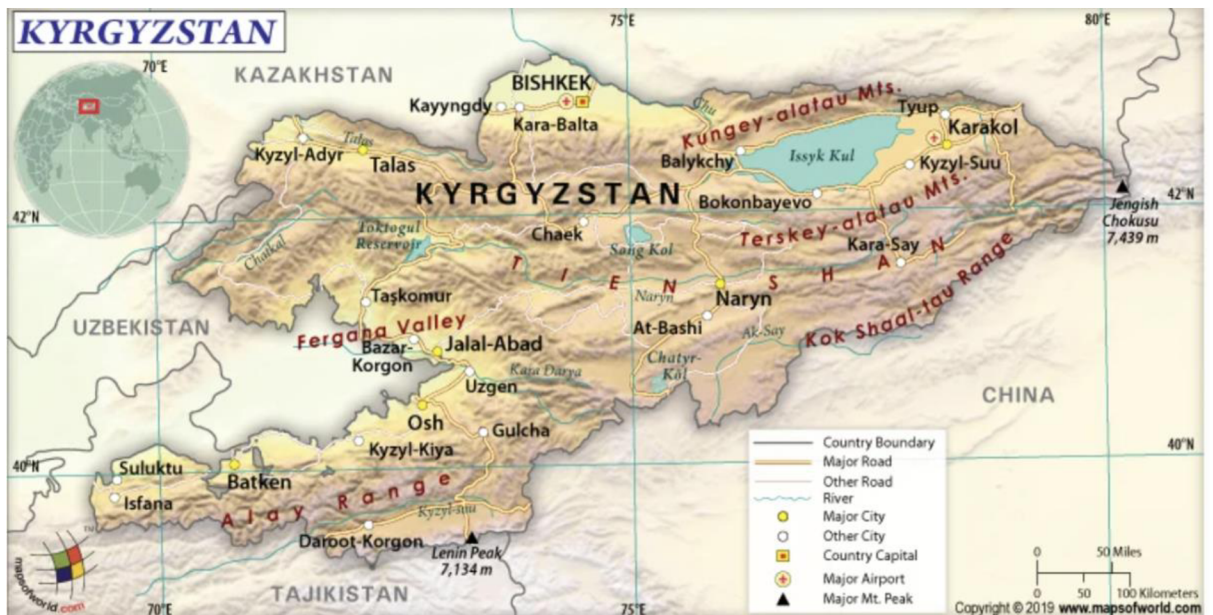 KYRGYZSTAN
75°E
80°E
70°E
KAZAKHSTAN
BISHKEK
Kayyngdy
Kara-Balta
Chu
Kungey-alatau Mts.
Tyup
Karakol
Kyzyl-Adyr
Talas
Talas
Balykchy
Issyk Kul
Kyzyl-Suu
KYRGYZSTAN
Bokonbayevo
Jengish
Chokusu
7,439 m
42°N
42°N
Toktogul
Reservoir
Chatkal
Chaek
Song Kol
Terskey-alatau Mts.
Kara-Say
TIEN SHAN
Taşkomur
Naryn
Naryn
UZBEKISTAN
Fergana Valley
At-Bashi
Ak-Say
Kok Shaal-tau Range
Bazar-
Korgon
Jalal-Abad
Chatyr-
Köl
Kara Darya
Uzgen
CHINA
Osh
Gulcha
Kyzyl-Kiya
40°N
40°N
Suluktu
Batken
Isfana
Alay Range
Kyzyl-suu
Daroot-Korgon
Lenin Peak
7,134 m
TAJIKISTAN
70°E
75°E
Country Boundary
Major Road
Other Road
River
Major City
Other City
Country Capital
Major Airport
Major Mt. Peak
0 50 Miles
0 50 100 Kilometers
TM
mapsofworld.com
Copyright © 2019 www.mapsofworld.com